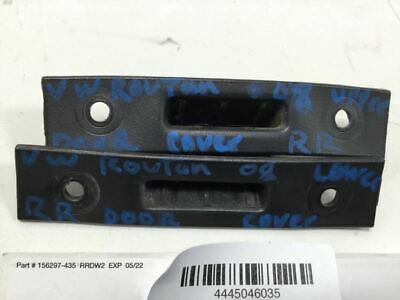 VW ROUTAN 08 UPPER
DOOR COVER RR
VW ROUTAN 08 LOWER
RR DOOR COVER
Part # 156297-435 RRDW2 EXP 05/22
4445046035